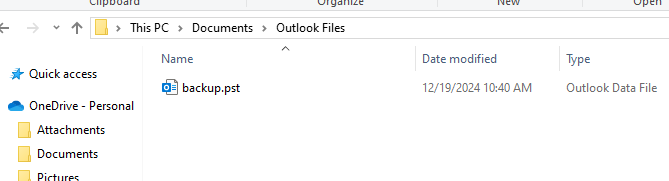 Clipboard Organize New Open
This PC > Documents > Outlook Files
Name Date modified Type
Quick access
backup.pst 12/19/2024 10:40 AM Outlook Data File
OneDrive - Personal
Attachments
Documents
Pictures